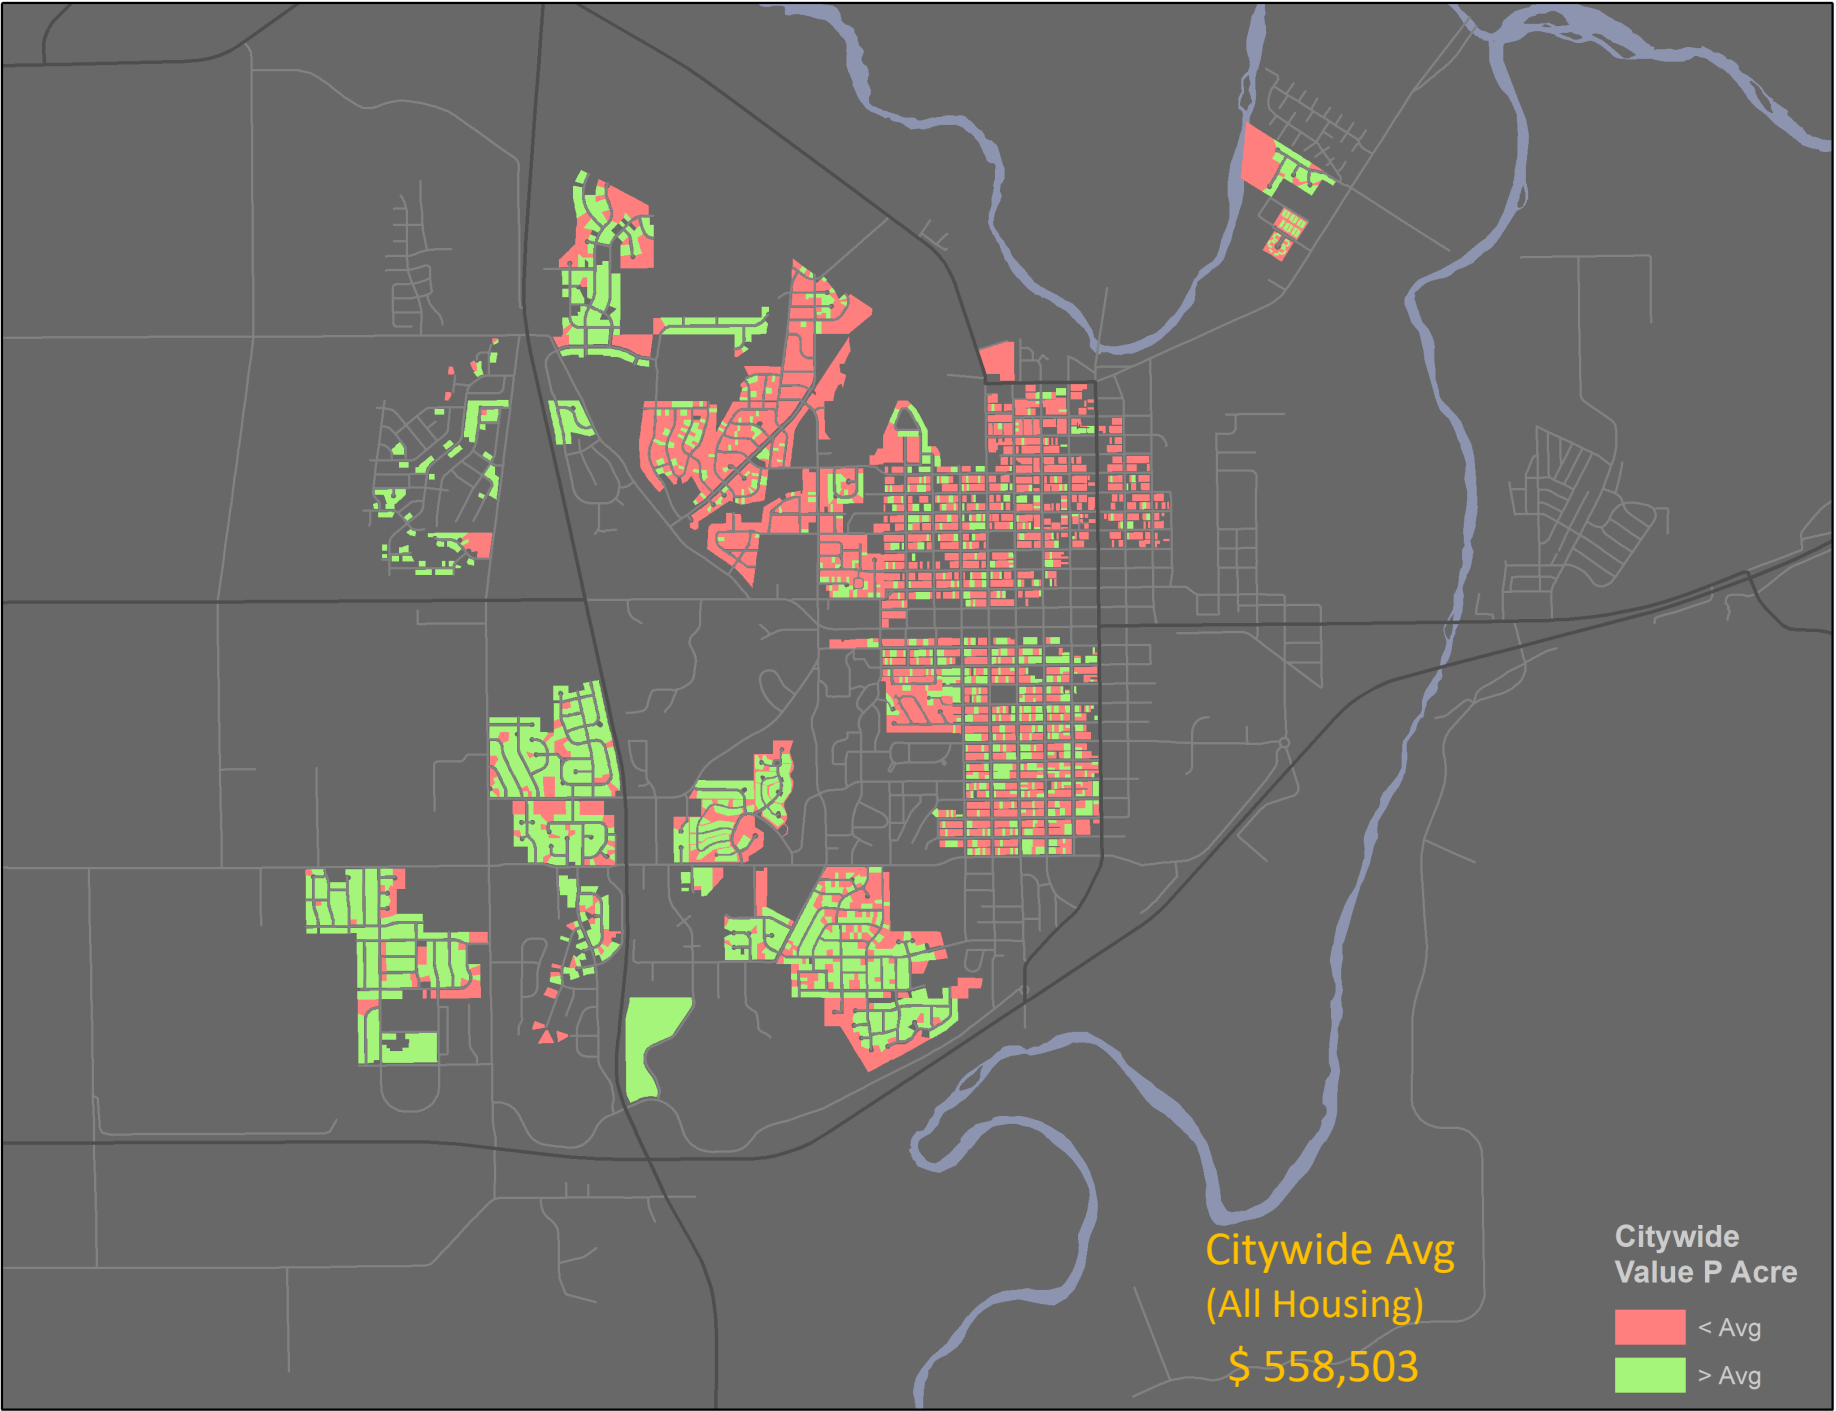 Citywide Avg
(All Housing)
$ 558,503
Citywide
Value P Acre
< Avg
> Avg